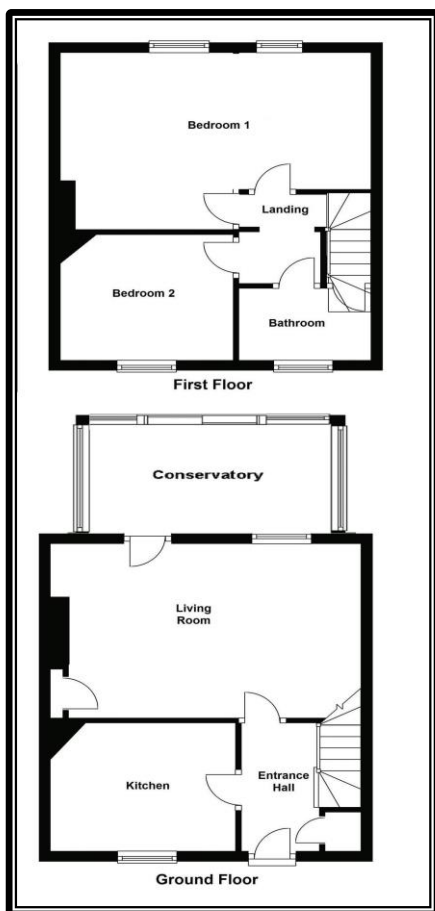 Bedroom 1
Landing
Bedroom 2
Bathroom
First Floor
Conservatory
Living
Room
Kitchen
Entrance
Hall
Ground Floor